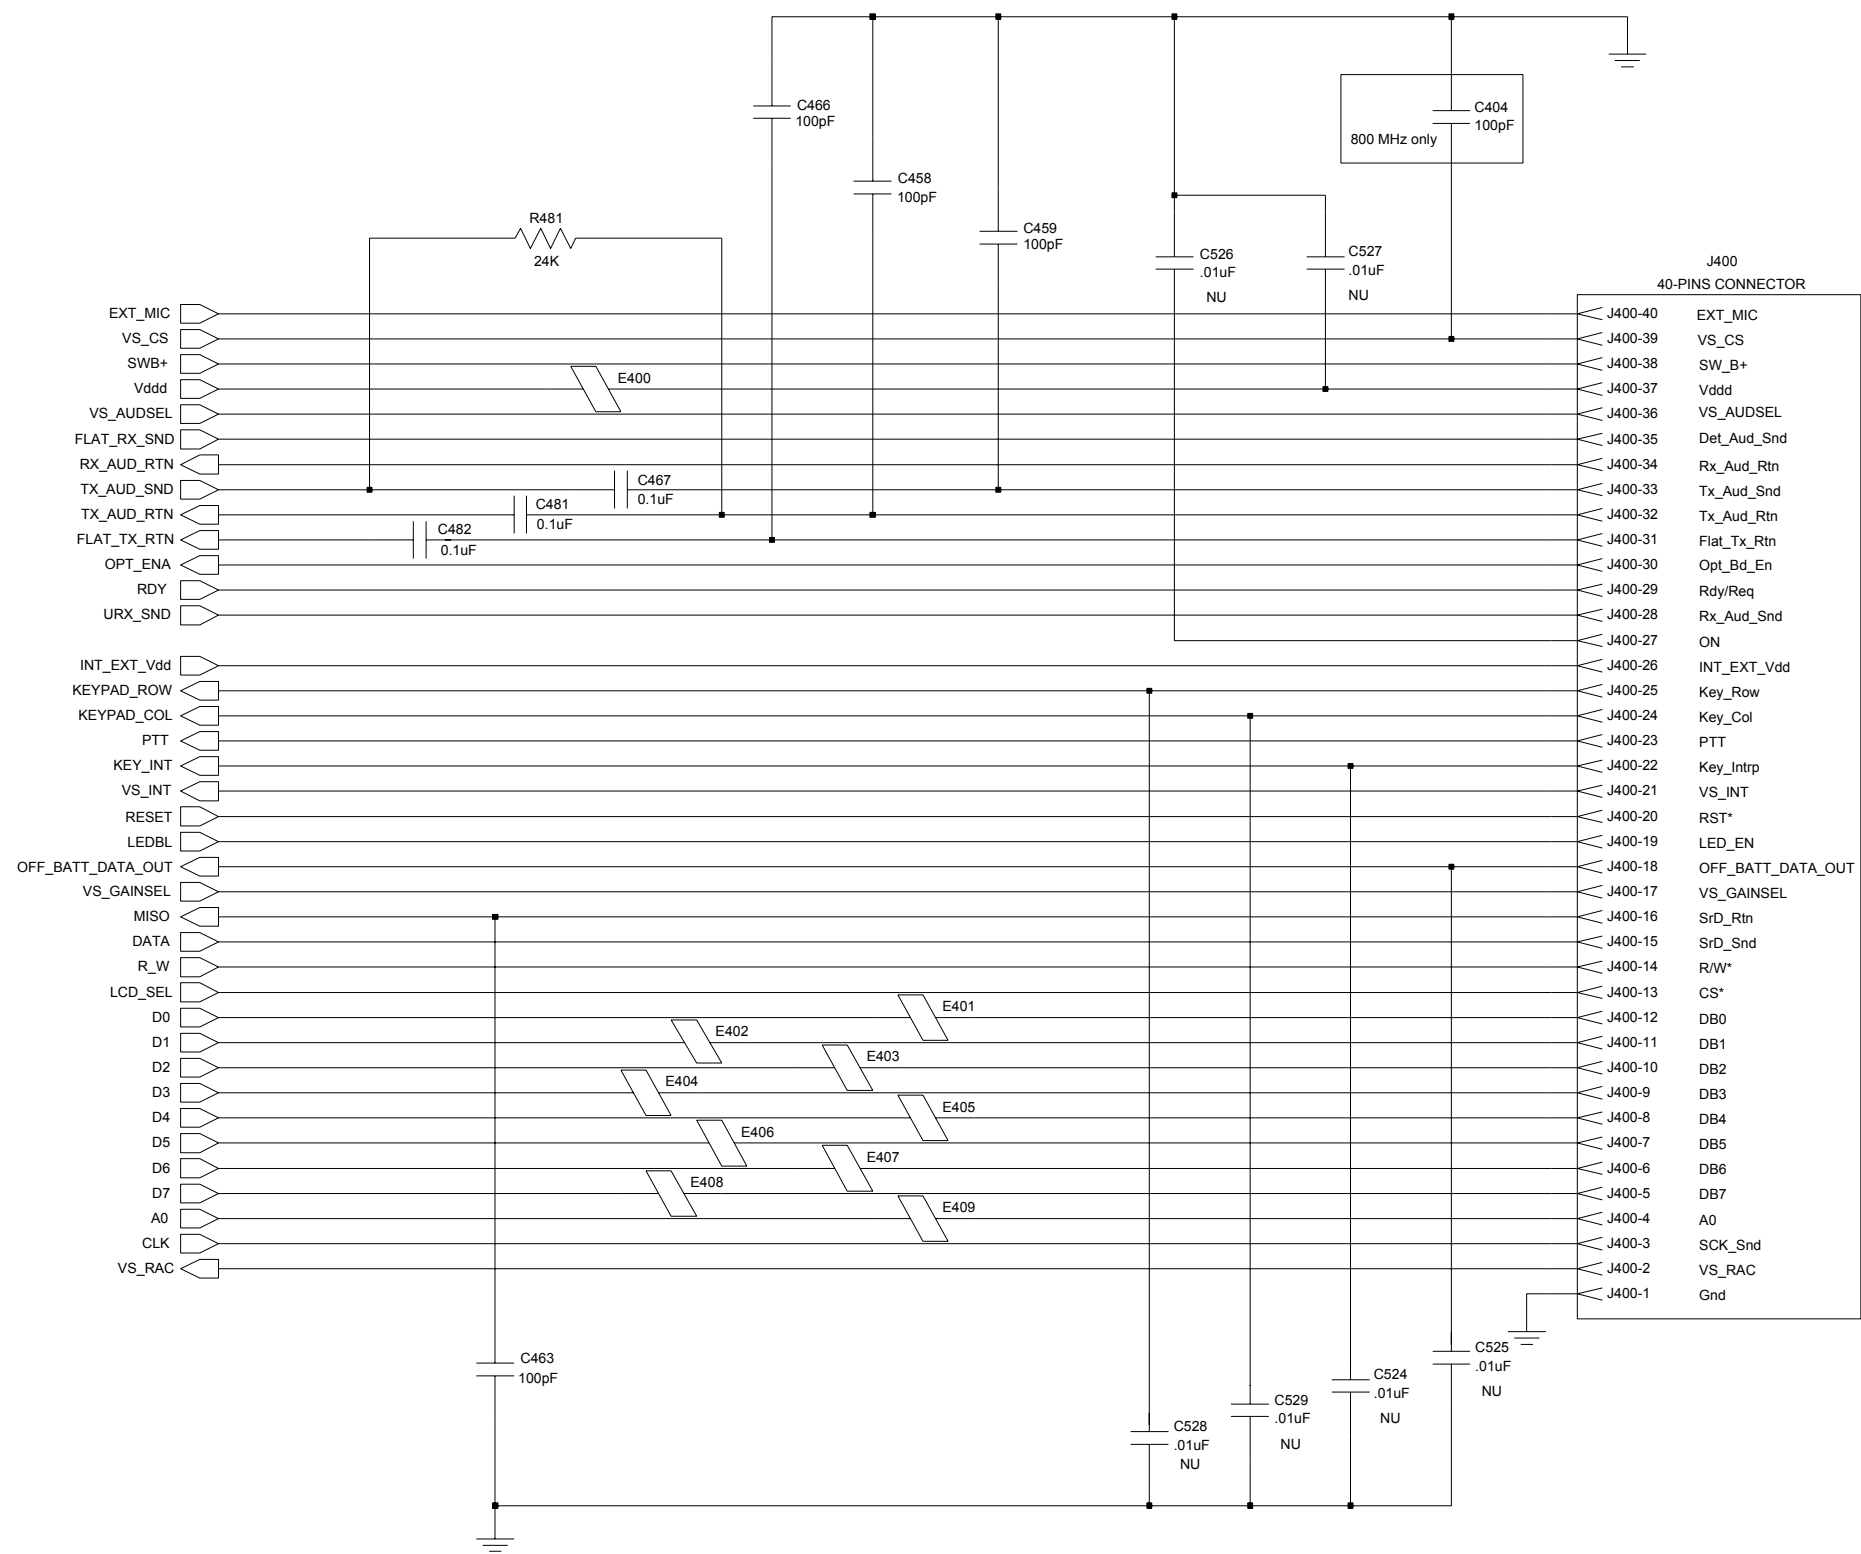 C466
100pF
C404
100pF
800 MHz only
C458
100pF
R481
24K
C459
100pF
C526
.01uF
NU
C527
.01uF
NU
J400
40-PINS CONNECTOR
EXT_MIC J400-40 EXT_MIC
VS_CS J400-39 VS_CS
SWB+ J400-38 SW_B+
Vddd E400 J400-37 Vddd
VS_AUDSEL J400-36 VS_AUDSEL
FLAT_RX_SND J400-35 Det_Aud_Snd
RX_AUD_RTN J400-34 Rx_Aud_Rtn
TX_AUD_SND C467 0.1uF J400-33 Tx_Aud_Snd
TX_AUD_RTN C481 0.1uF J400-32 Tx_Aud_Rtn
FLAT_TX_RTN C482 0.1uF J400-31 Flat_Tx_Rtn
OPT_ENA J400-30 Opt_Bd_En
RDY J400-29 Rdy/Req
URX_SND J400-28 Rx_Aud_Snd
J400-27 ON
INT_EXT_Vdd J400-26 INT_EXT_Vdd
KEYPAD_ROW J400-25 Key_Row
KEYPAD_COL J400-24 Key_Col
PTT J400-23 PTT
KEY_INT J400-22 Key_Intrp
VS_INT J400-21 VS_INT
RESET J400-20 RST*
LEDBL J400-19 LED_EN
OFF_BATT_DATA_OUT J400-18 OFF_BATT_DATA_OUT
VS_GAINSEL J400-17 VS_GAINSEL
MISO J400-16 SrD_Rtn
DATA J400-15 SrD_Snd
R_W J400-14 R/W*
LCD_SEL J400-13 CS*
D0 E401 J400-12 DB0
D1 E402 J400-11 DB1
D2 E403 J400-10 DB2
D3 E404 J400-9 DB3
D4 E405 J400-8 DB4
D5 E406 J400-7 DB5
D6 E407 J400-6 DB6
D7 E408 J400-5 DB7
A0 E409 J400-4 A0
CLK J400-3 SCK_Snd
VS_RAC J400-2 VS_RAC
J400-1 Gnd
C463
100pF
C528
.01uF
NU
C529
.01uF
NU
C524
.01uF
NU
C525
.01uF
NU